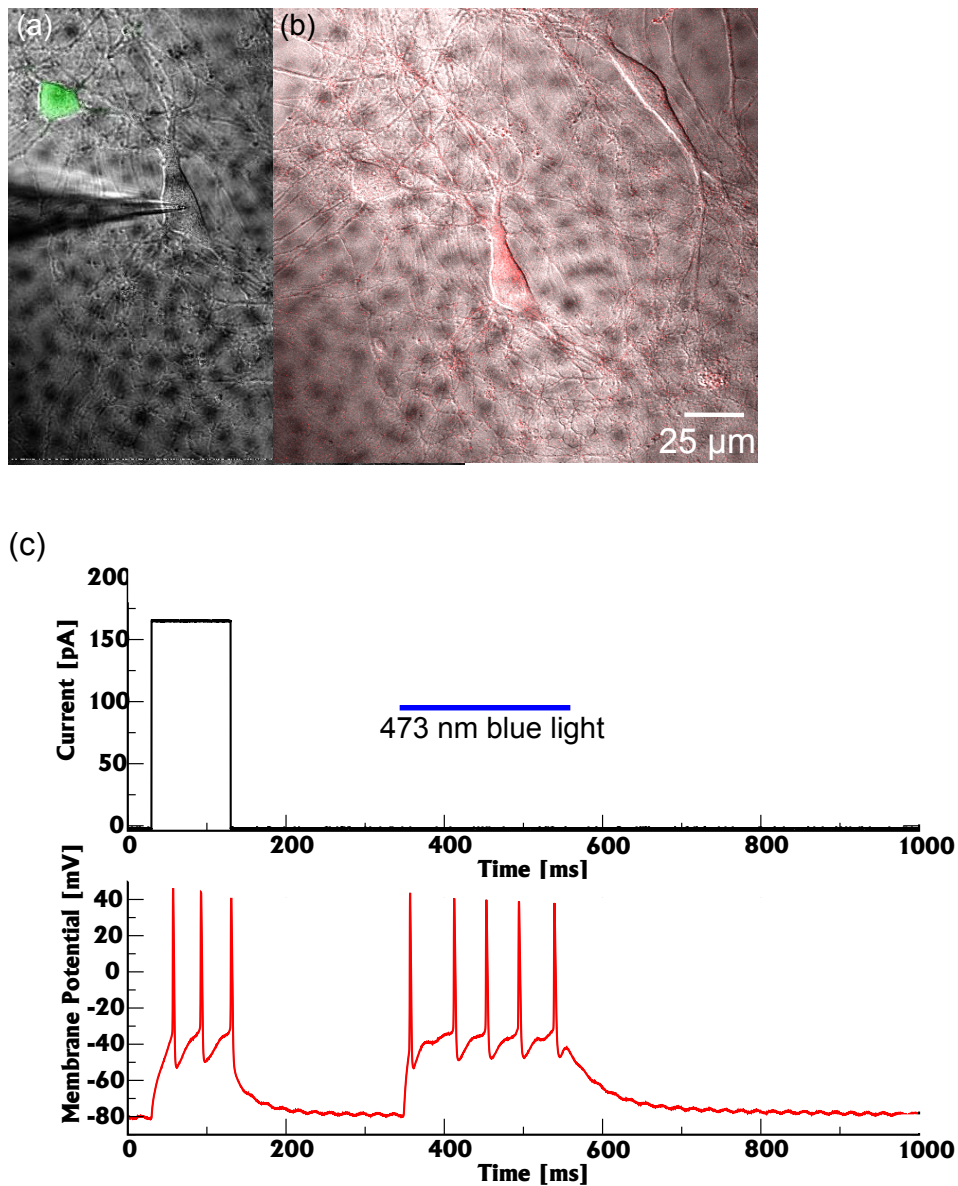 (a)
(b)
25 µm
(c)
Current [pA]
200
150
100
50
0
473 nm blue light
0 200 400 600 800 1000
Time [ms]
Membrane Potential [mV]
40
20
0
-20
-40
-60
-80
0 200 400 600 800 1000
Time [ms]